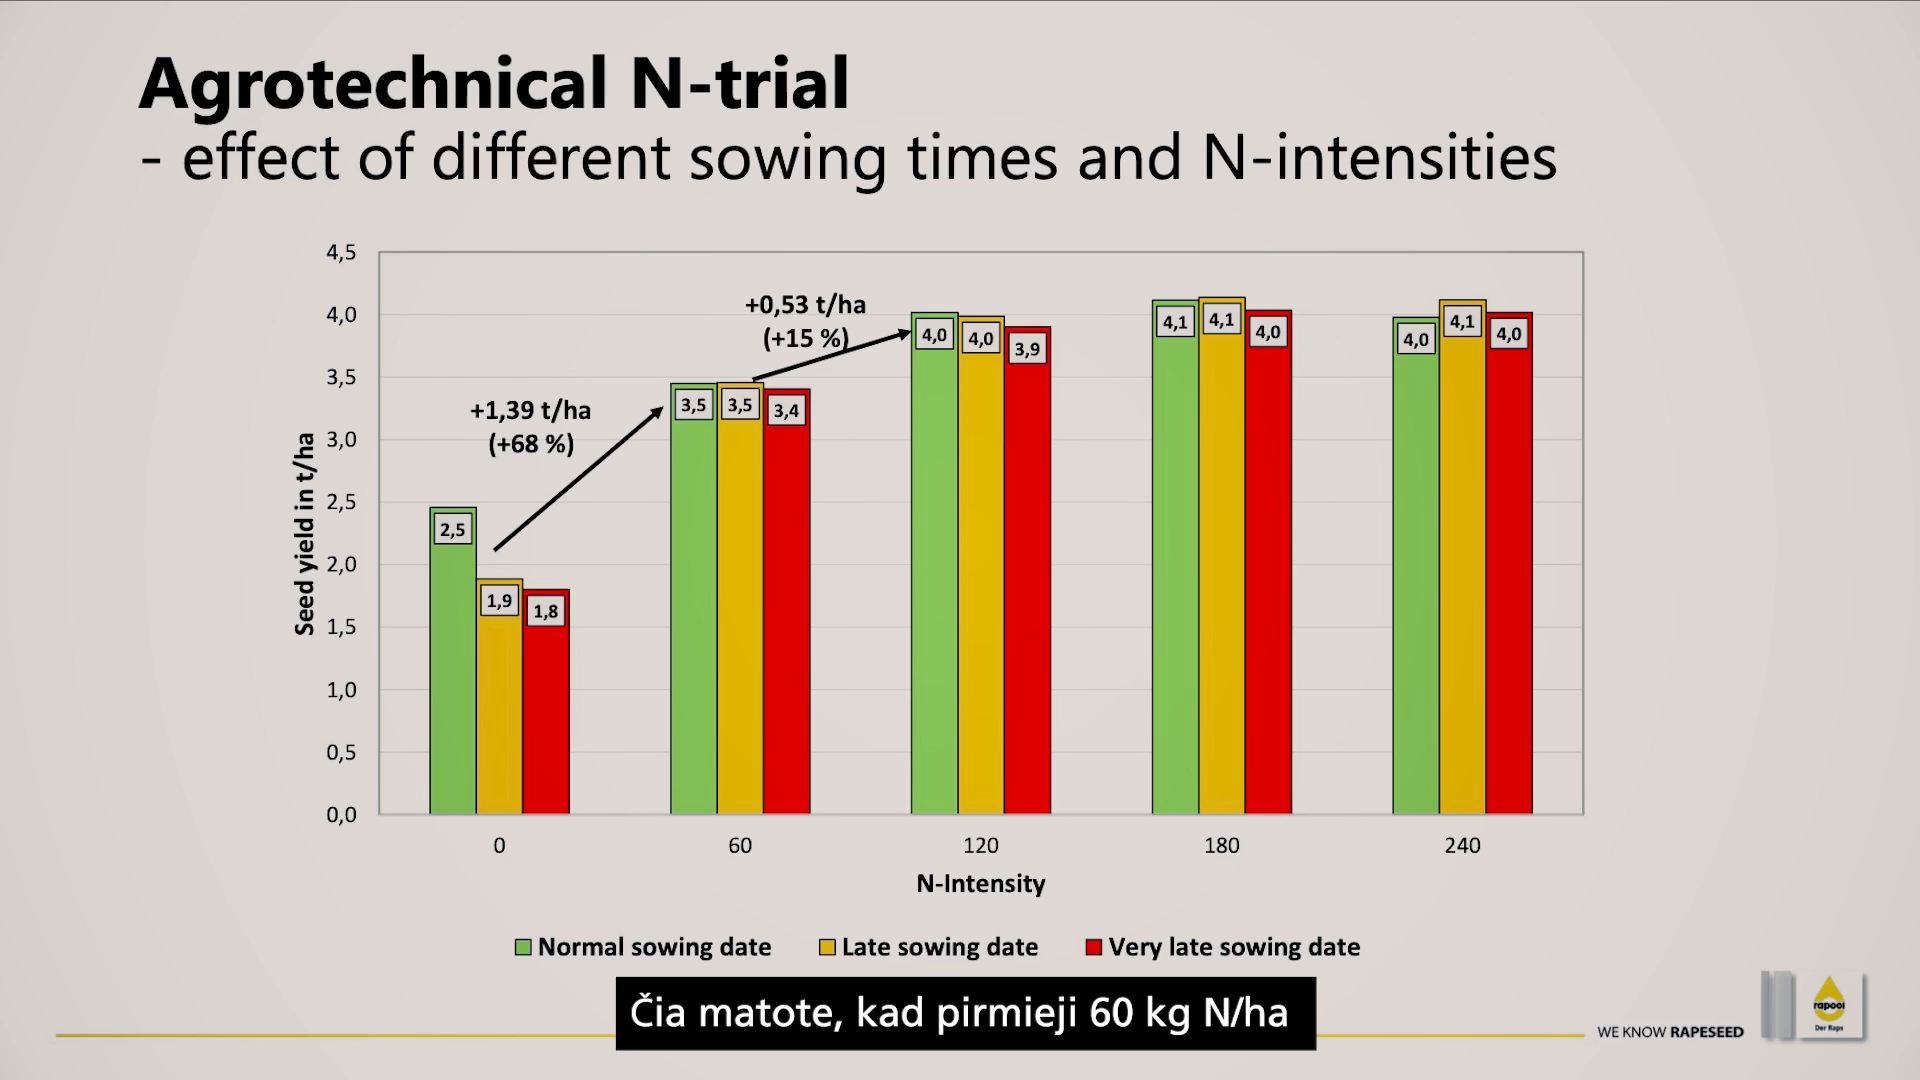 Agrotechnical N-trial
- effect of different sowing times and N-intensities
Seed yield in t/ha
4,5
4,0
3,5
3,0
2,5
2,0
1,5
1,0
0,5
0,0
+1,39 t/ha
(+68 %)
+0,53 t/ha
(+15 %)
2,5
1,9
1,8
3,5
3,5
3,4
4,0
4,0
3,9
4,1
4,1
4,0
4,0
4,1
4,0
0
60
120
180
240
N-Intensity
Normal sowing date
Late sowing date
Very late sowing date
Čia matote, kad pirmieji 60 kg N/ha
WE KNOW RAPESEED
rapool
Der Raps